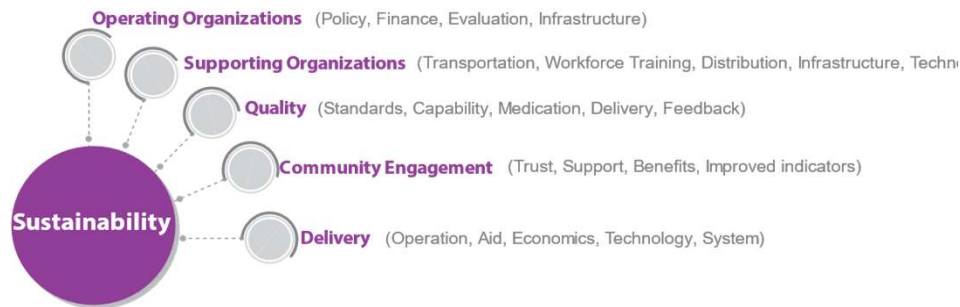 Operating Organizations (Policy, Finance, Evaluation, Infrastructure)
Supporting Organizations (Transportation, Workforce Training, Distribution, Infrastructure,
Quality (Standards, Capability, Medication, Delivery, Feedback)
Community Engagement (Trust, Support, Benefits, Improved indicators)
Sustainability
Delivery (Operation, Aid, Economics, Technology, System)